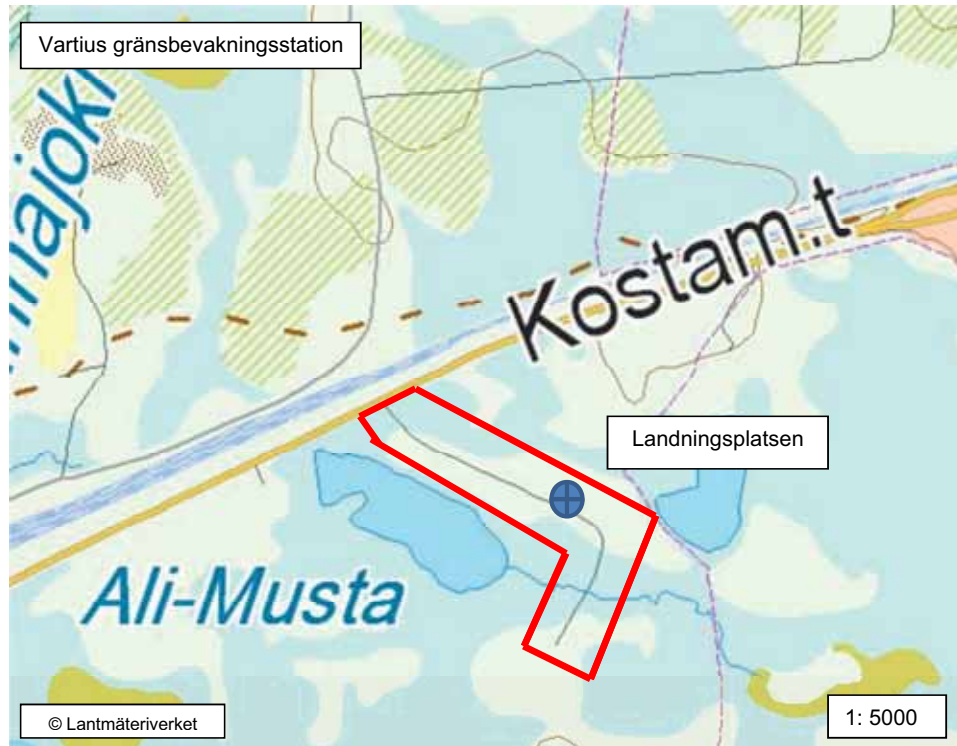 Vartius gränsbevakningsstation
Kostam.t
Landningsplatsen
Ali-Musta
© Lantmäteriverket
1: 5000